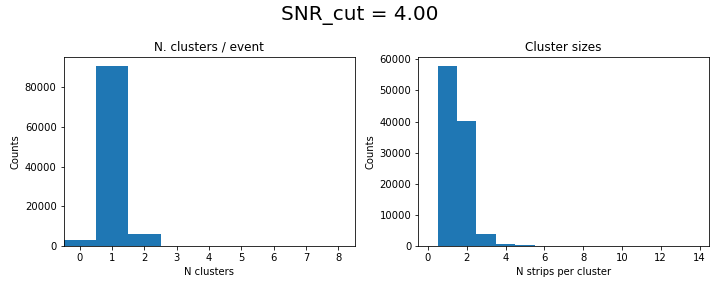 SNR_cut = 4.00
N. clusters / event
Counts
80000
60000
40000
20000
0
0 1 2 3 4 5 6 7 8
N clusters
Cluster sizes
Counts
60000
50000
40000
30000
20000
10000
0
0 2 4 6 8 10 12 14
N strips per cluster